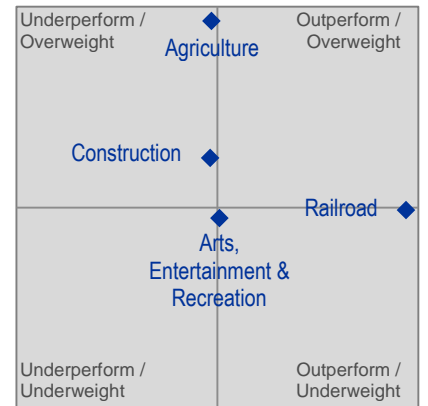 Underperform /
Overweight
Outperform /
Overweight
Agriculture
Construction
Railroad
Arts,
Entertainment &
Recreation
Underperform /
Underweight
Outperform /
Underweight